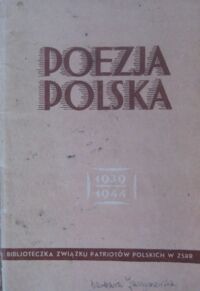 POEZJA
POLSKA
1939
1944
BIBLIOTECZKA ZWIĄZKU PATRIOTÓW POLSKICH W ZSRR